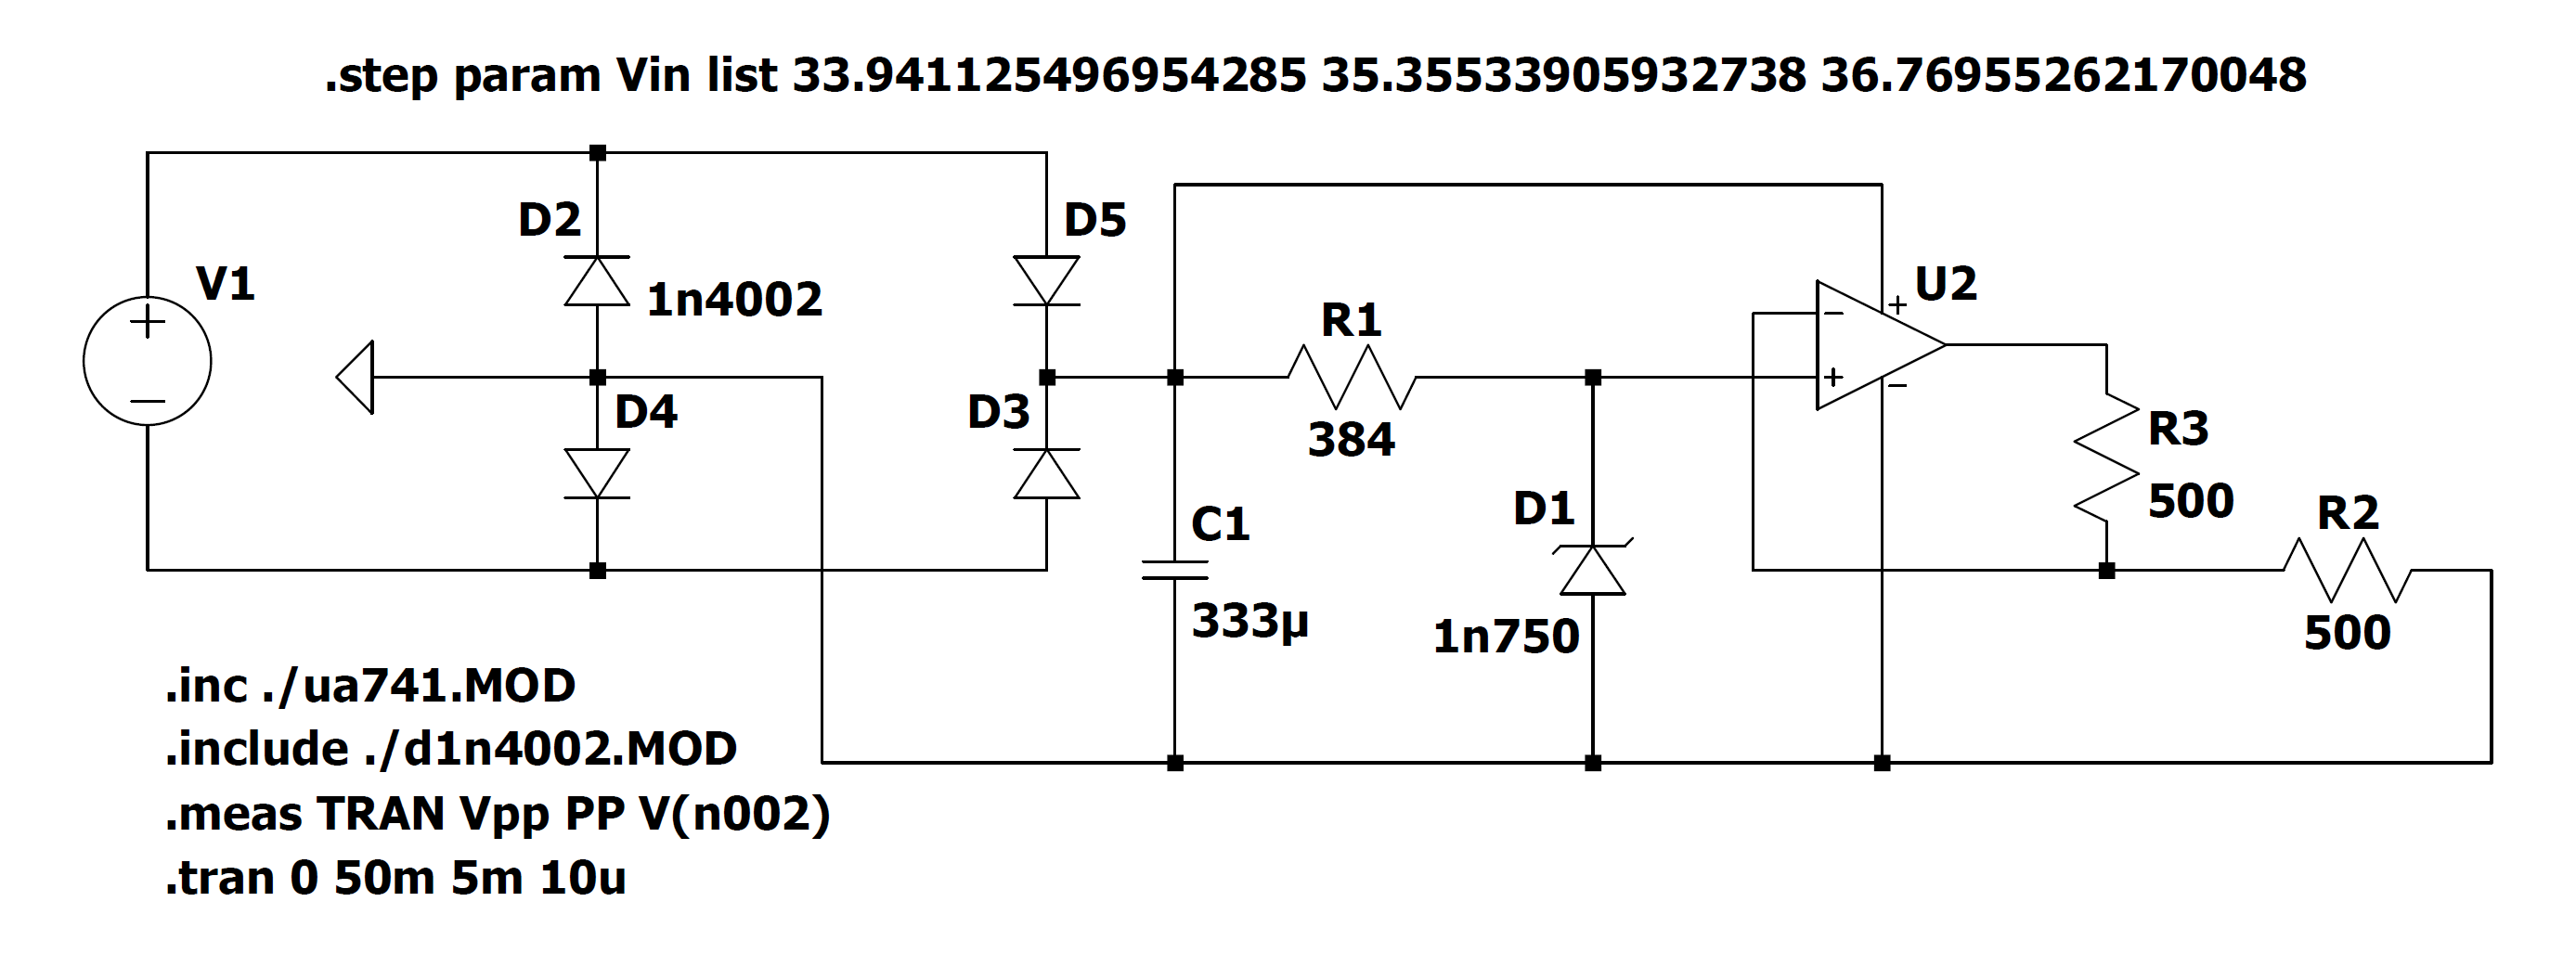 .step param Vin list 33.941125496954285 35.35533905932738 36.76955262170048
D2
D5
V1
1n4002
U2
R1
D4
D3
384
R3
500
C1
D1
R2
333µ
1n750
500
.inc ./ua741.MOD
.include ./d1n4002.MOD
.meas TRAN Vpp PP V(n002)
.tran 0 50m 5m 10u